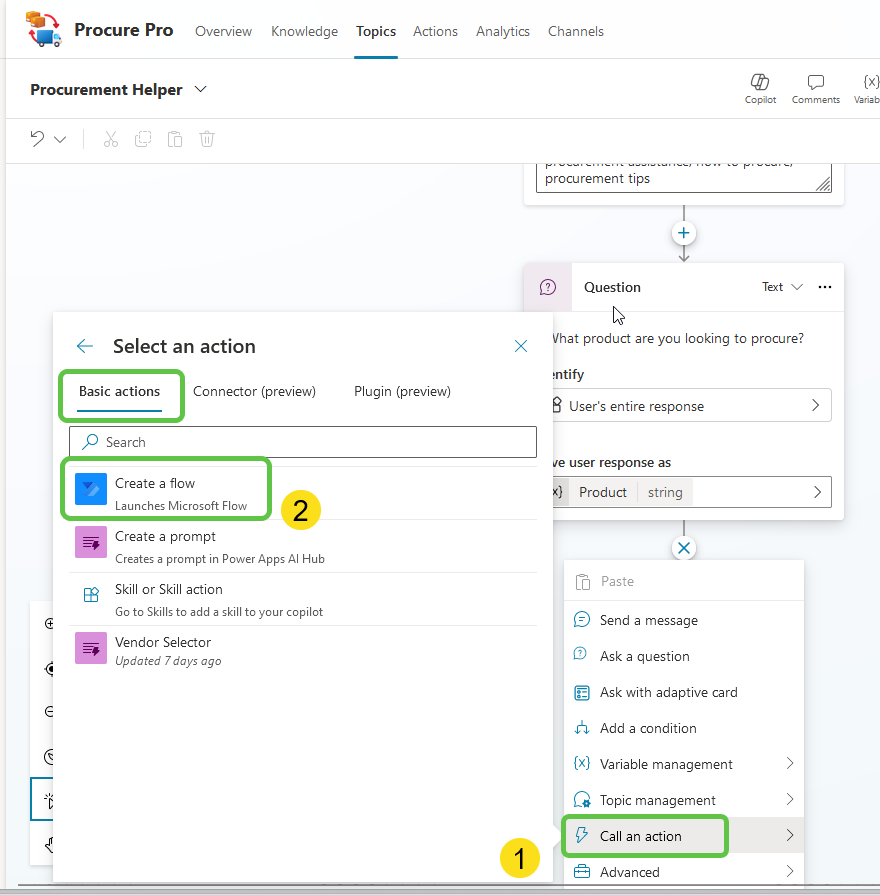 Procure Pro
Overview
Knowledge
Topics
Actions
Analytics
Channels
Procurement Helper
Copilot
Comments
Variab
procurement assistance, how to procure,
procurement tips
Question
Text
What product are you looking to procure?
entify
User's entire response
ve user response as
{x}
Product
string
Select an action
Basic actions
Connector (preview)
Plugin (preview)
Search
Create a flow
Launches Microsoft Flow
2
Create a prompt
Creates a prompt in Power Apps AI Hub
Skill or Skill action
Go to Skills to add a skill to your copilot
Vendor Selector
Updated 7 days ago
Paste
Send a message
Ask a question
Ask with adaptive card
Add a condition
Variable management
Topic management
1
Call an action
Advanced